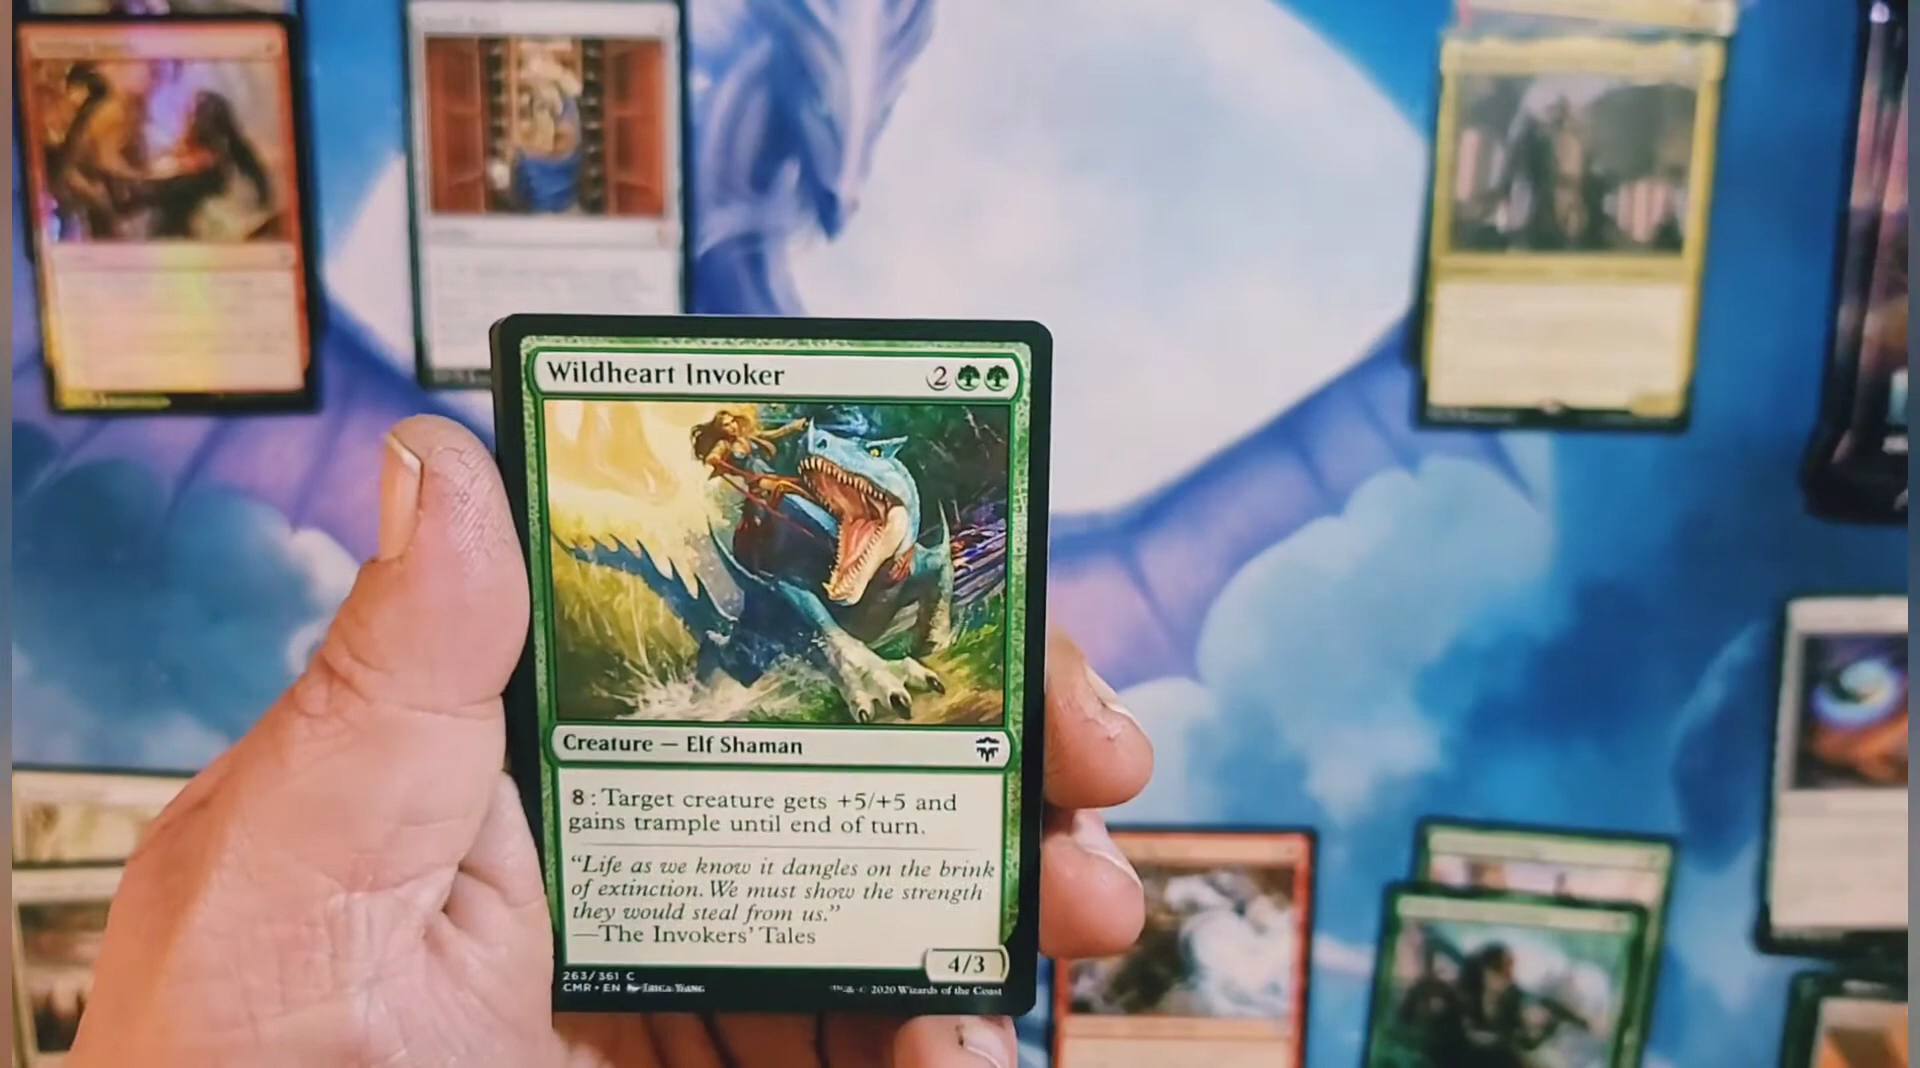 Wildheart Invoker 2
Creature — Elf Shaman
8 : Target creature gets +5/+5 and
gains trample until end of turn.
“Life as we know it dangles on the brink
of extinction. We must show the strength
they would steal from us.”
—The Invokers’ Tales
4/3
263/361 C
CMR • EN
© 2020 Wizards of the Coast